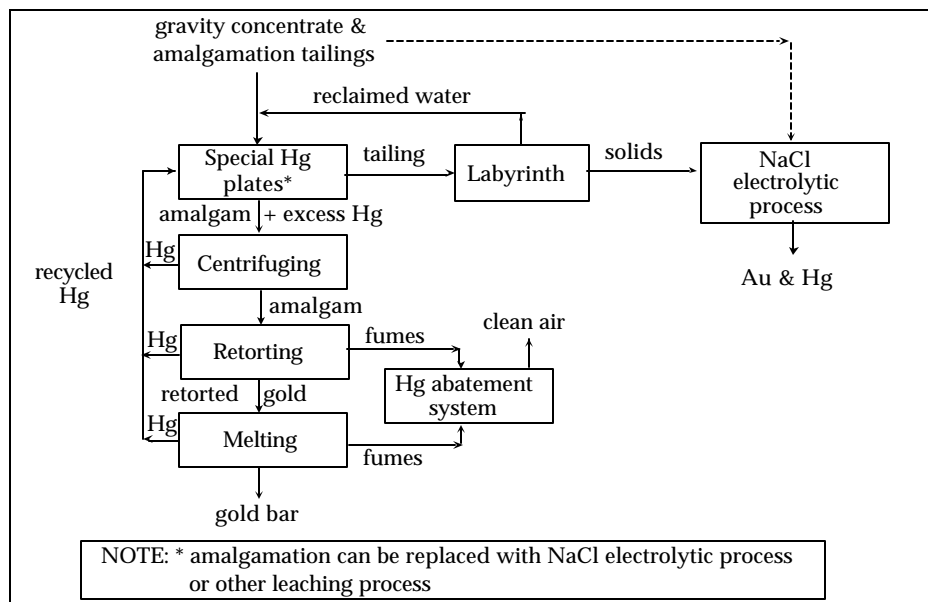 gravity concentrate &
amalgamation tailings
reclaimed water
Special Hg
plates*
tailing
Labyrinth
solids
NaCl
electrolytic
process
amalgam + excess Hg
Au & Hg
recycled
Hg
Hg
Centrifuging
amalgam
clean air
Hg
Retorting
fumes
Hg abatement
system
retorted gold
Hg
Melting
fumes
gold bar
NOTE: * amalgamation can be replaced with NaCl electrolytic process
or other leaching process